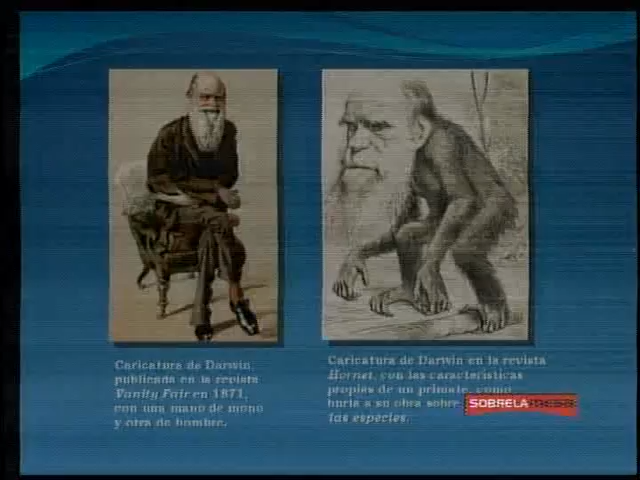 Caricatura de Darwin,
publicada en la revista
Vanity Fair en 1871,
con una mano de mono
y otra de hombre.
Caricatura de Darwin en la revista
Hornet, con las características
propias de un primate, como
burla a su obra sobre
las especies.
SOBRELAMESA